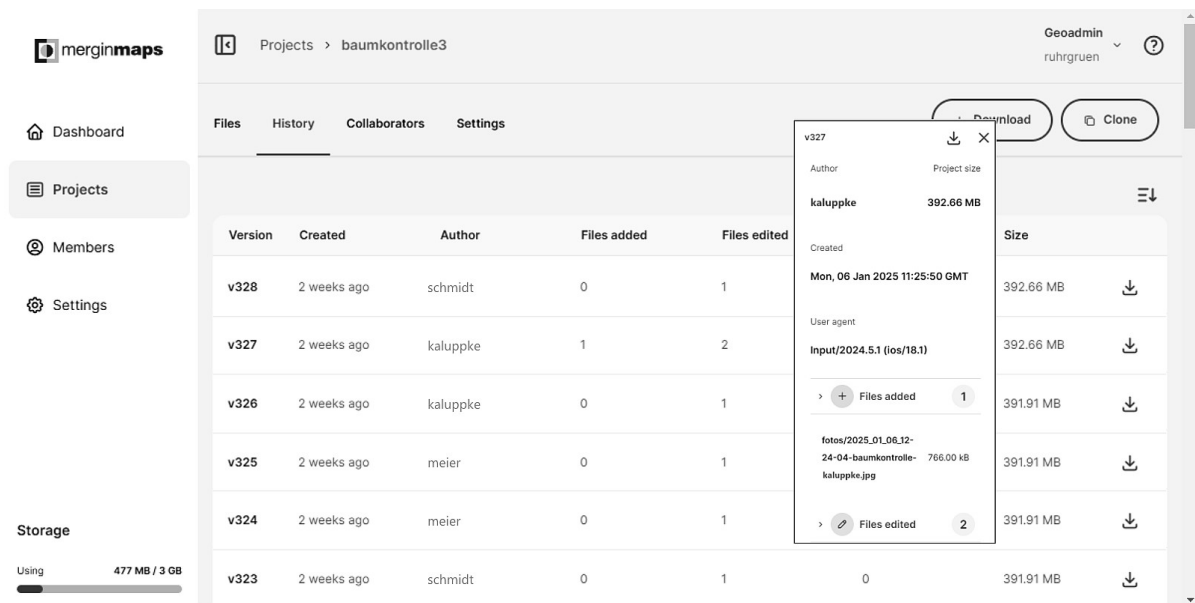 merginmaps
Projects > baumkontrolle3
Geoadmin
ruhrgruen
Dashboard
Projects
Members
Settings
Storage
Using 477 MB / 3 GB
Files History Collaborators Settings
Clone
Version Created Author Files added Files edited Size
v328 2 weeks ago schmidt 0 1 392.66 MB
v327 2 weeks ago kaluppke 1 2 392.66 MB
v326 2 weeks ago kaluppke 0 1 391.91 MB
v325 2 weeks ago meier 0 1 391.91 MB
v324 2 weeks ago meier 0 1 391.91 MB
v323 2 weeks ago schmidt 0 1 0 391.91 MB
v327
Author Project size
kaluppke 392.66 MB
Created
Mon, 06 Jan 2025 11:25:50 GMT
User agent
Input/2024.5.1 (ios/18.1)
Files added 1
fotos/2025_01_06_12-
24-04-baumkontrolle- 766.00 kB
kaluppke.jpg
Files edited 2